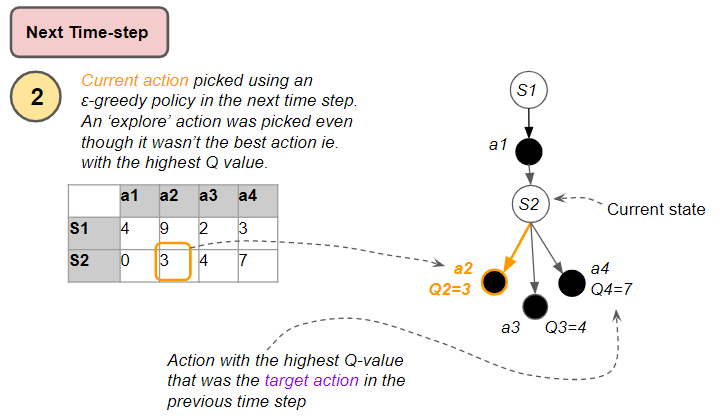 Next Time-step
2
Current action picked using an
ε-greedy policy in the next time step.
An ‘explore’ action was picked even
though it wasn’t the best action ie.
with the highest Q value.
a1 a2 a3 a4
S1 4 9 2 3
S2 0 3 4 7
S1
a1
S2
Current state
a2
Q2=3
a4
Q4=7
a3 Q3=4
Action with the highest Q-value
that was the target action in the
previous time step